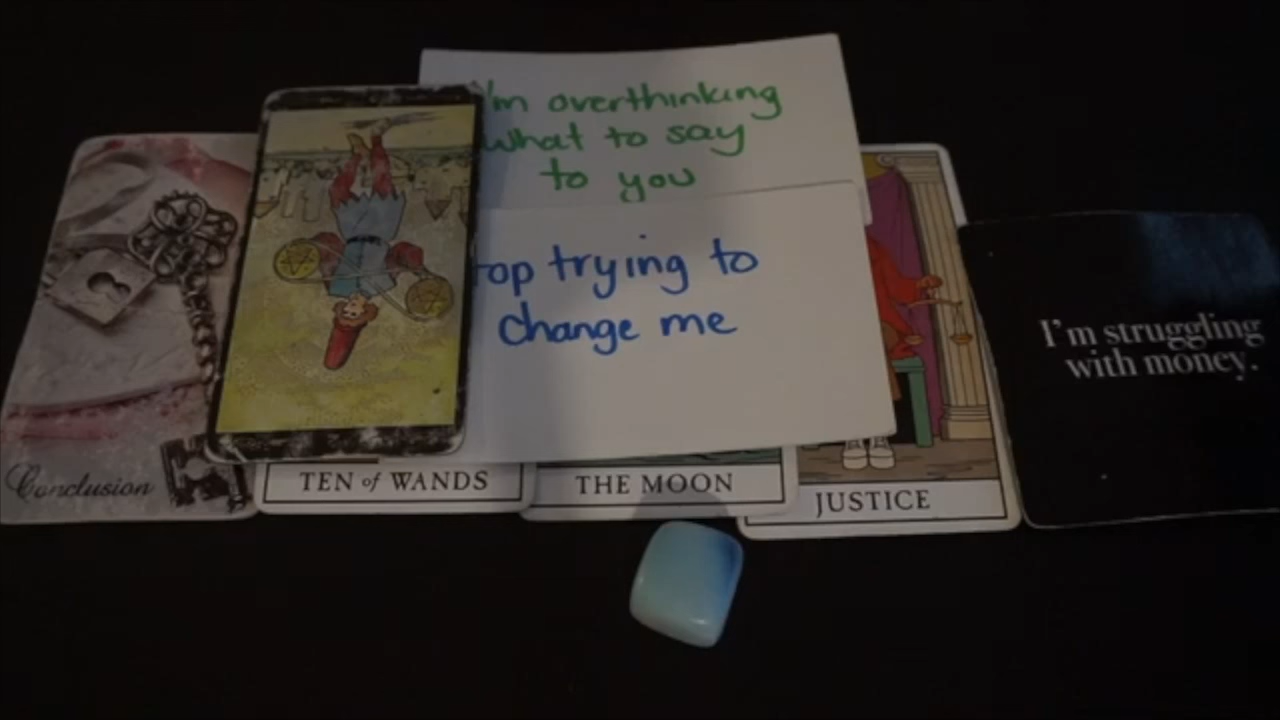 I'm overthinking
what to say
to you
top trying to
change me
I'm struggling
with money.
Conclusion
TEN of WANDS
THE MOON
JUSTICE